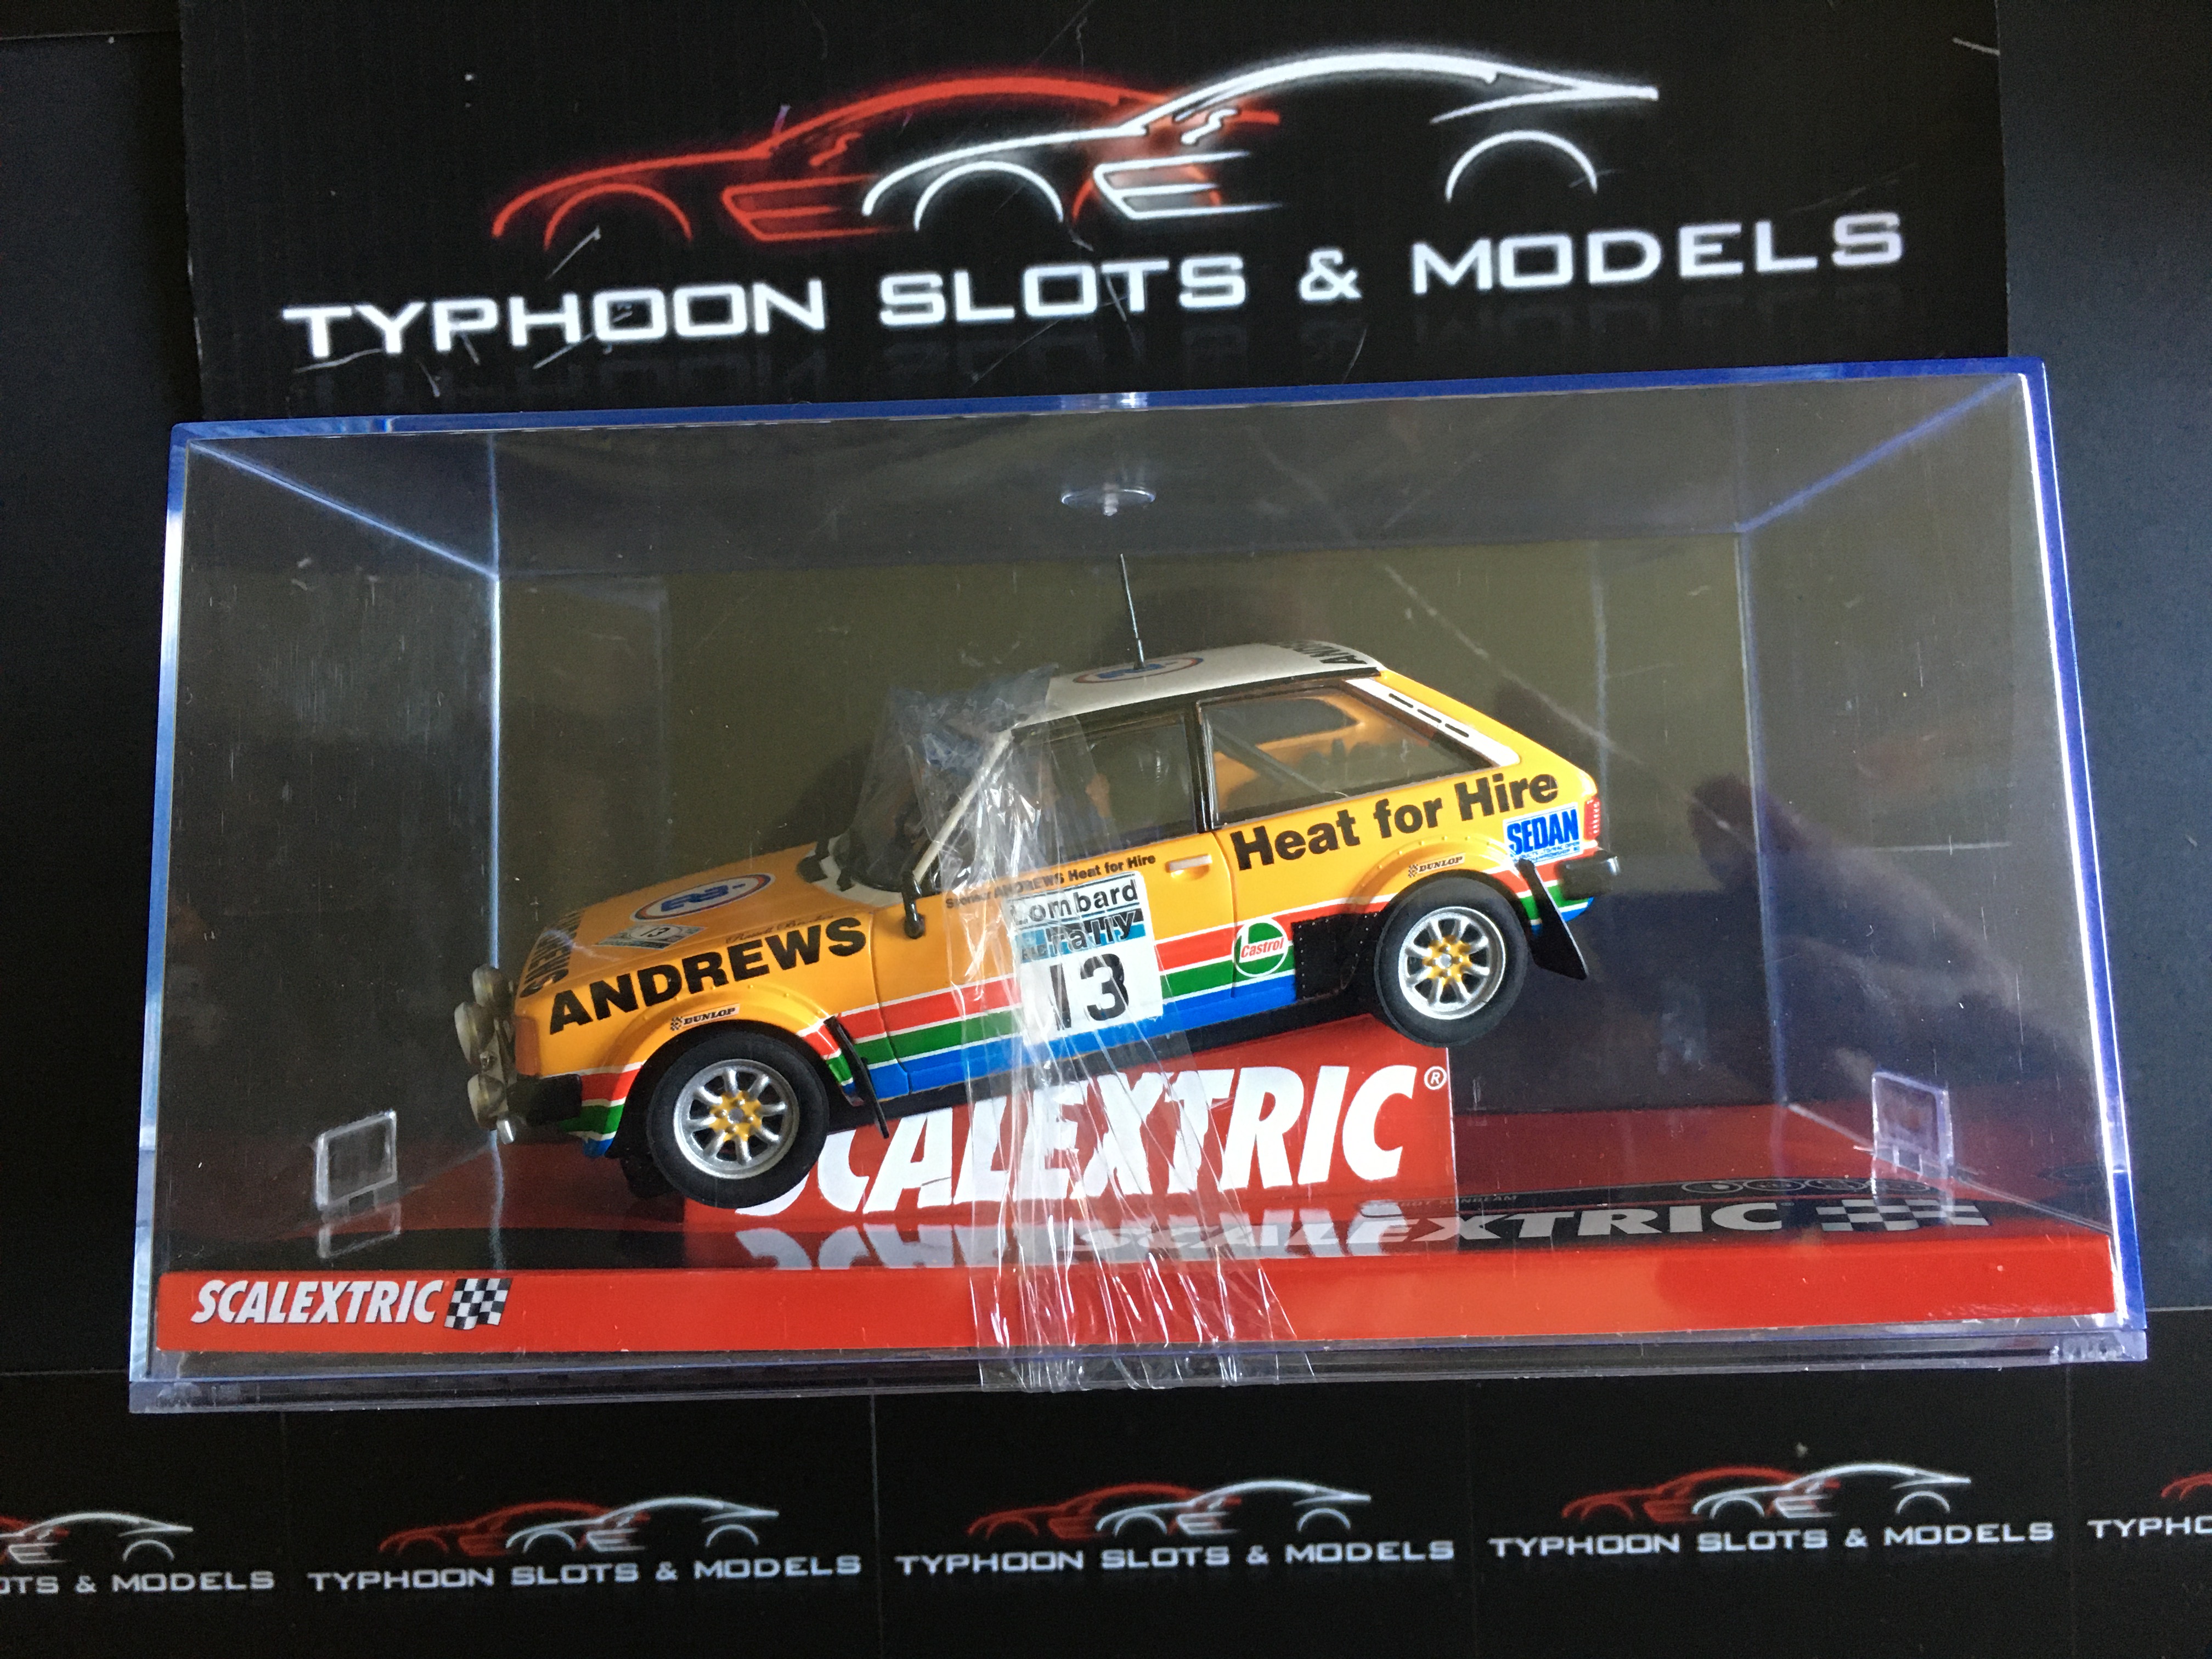 TYPHOON SLOTS & MODELS
Heat for Hire
SEDAN
DUNLOP
ANDREWS Heat for Hire
Lombard
rally
13
Castrol
ANDREWS
13
DUNLOP
SCALEXTRIC®
SCALEXTRIC
SCALEXTRIC
OTS & MODELS
TYPHOON SLOTS & MODELS
TYPHOON SLOTS & MODELS
TYPHOON SLOTS & MODELS
TYPHO